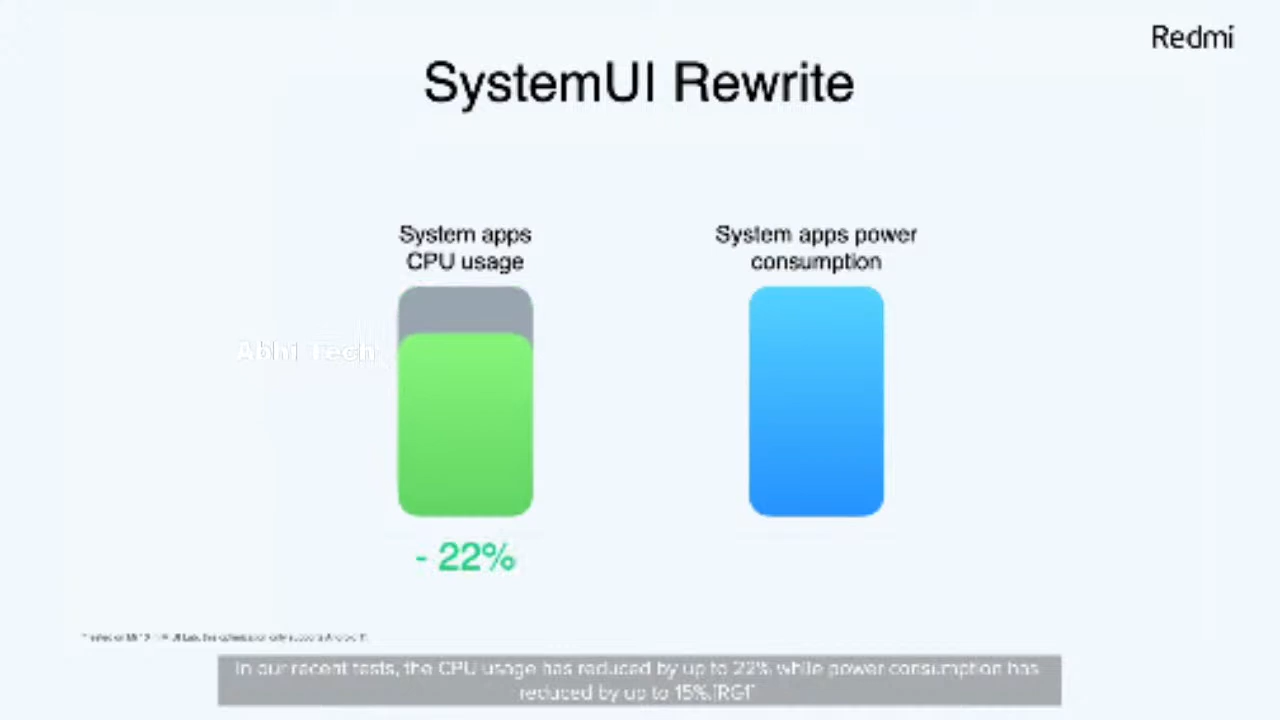 Redmi
SystemUI Rewrite
System apps
CPU usage
System apps power
consumption
Abhi Tech
- 22%
In our recent tests, the CPU usage has reduced by up to 22% while power consumption has
reduced by up to 15%.[RG1]